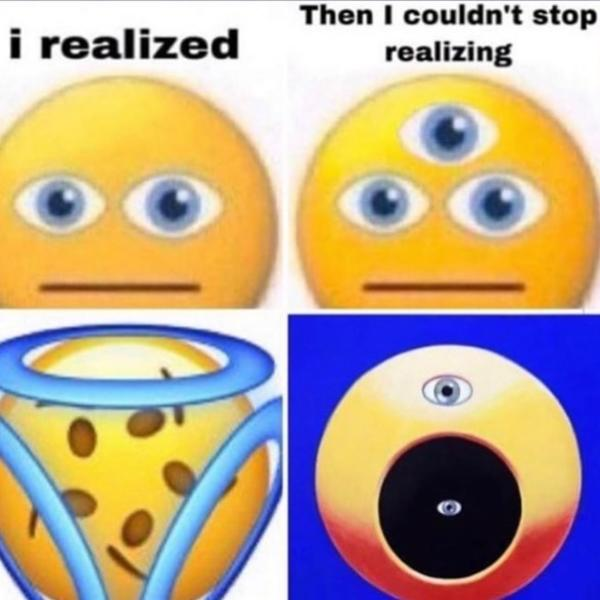 i realized
Then I couldn't stop
realizing